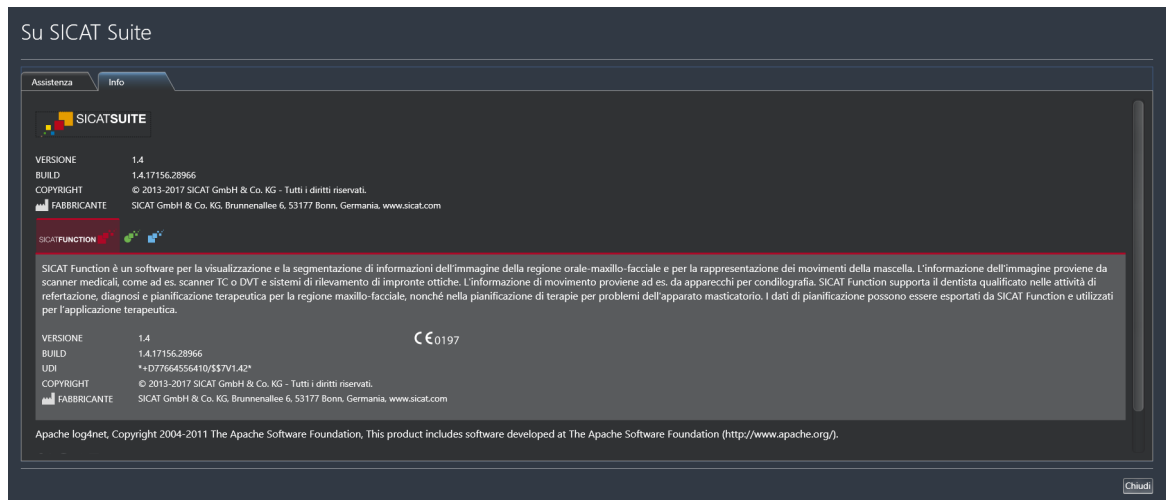 Su SICAT Suite
Assistenza
Info
SICATSUITE
VERSIONE 1.4
BUILD 1.4.17156.28966
COPYRIGHT © 2013-2017 SICAT GmbH & Co. KG - Tutti i diritti riservati.
FABBRICANTE SICAT GmbH & Co. KG, Brunnenallee 6, 53177 Bonn, Germania, www.sicat.com
SICATFUNCTION
SICAT Function è un software per la visualizzazione e la segmentazione di informazioni dell'immagine della regione orale-maxillo-facciale e per la rappresentazione dei movimenti della mascella. L'informazione dell'immagine proviene da
scanner medicali, come ad es. scanner TC o DVT e sistemi di rilevamento di impronte ottiche. L'informazione di movimento proviene ad es. da apparecchi per condilografia. SICAT Function supporta il dentista qualificato nelle attività di
refertazione, diagnosi e pianificazione terapeutica per la regione maxillo-facciale, nonché nella pianificazione di terapie per problemi dell'apparato masticatorio. I dati di pianificazione possono essere esportati da SICAT Function e utilizzati
per l'applicazione terapeutica.
VERSIONE 1.4 CE0197
BUILD 1.4.17156.28966
UDI *+D77664556410/$$7V1.42*
COPYRIGHT © 2013-2017 SICAT GmbH & Co. KG - Tutti i diritti riservati.
FABBRICANTE SICAT GmbH & Co. KG, Brunnenallee 6, 53177 Bonn, Germania, www.sicat.com
Apache log4net, Copyright 2004-2011 The Apache Software Foundation, This product includes software developed at The Apache Software Foundation (http://www.apache.org/).
Chiudi